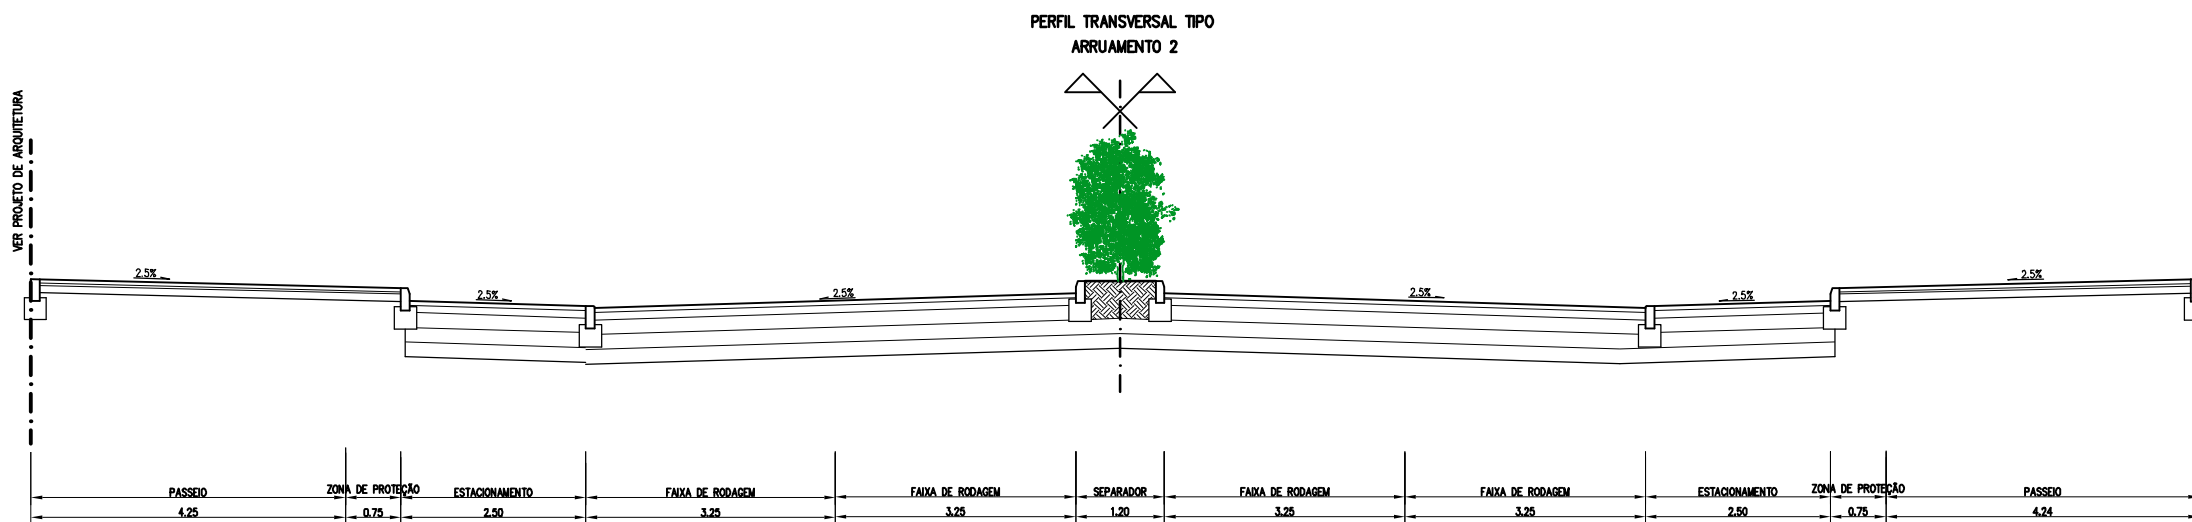 PERFIL TRANSVERSAL TIPO
ARRUAMENTO 2
VER PROJETO DE ARQUITETURA
2.5% 2.5% 2.5% 2.5% 2.5% 2.5%
PASSEIO ZONA DE PROTEÇÃO ESTACIONAMENTO FAIXA DE RODAGEM FAIXA DE RODAGEM SEPARADOR FAIXA DE RODAGEM FAIXA DE RODAGEM ESTACIONAMENTO ZONA DE PROTEÇÃO PASSEIO
4.25 0.75 2.50 3.25 3.25 1.20 3.25 3.25 2.50 0.75 4.24